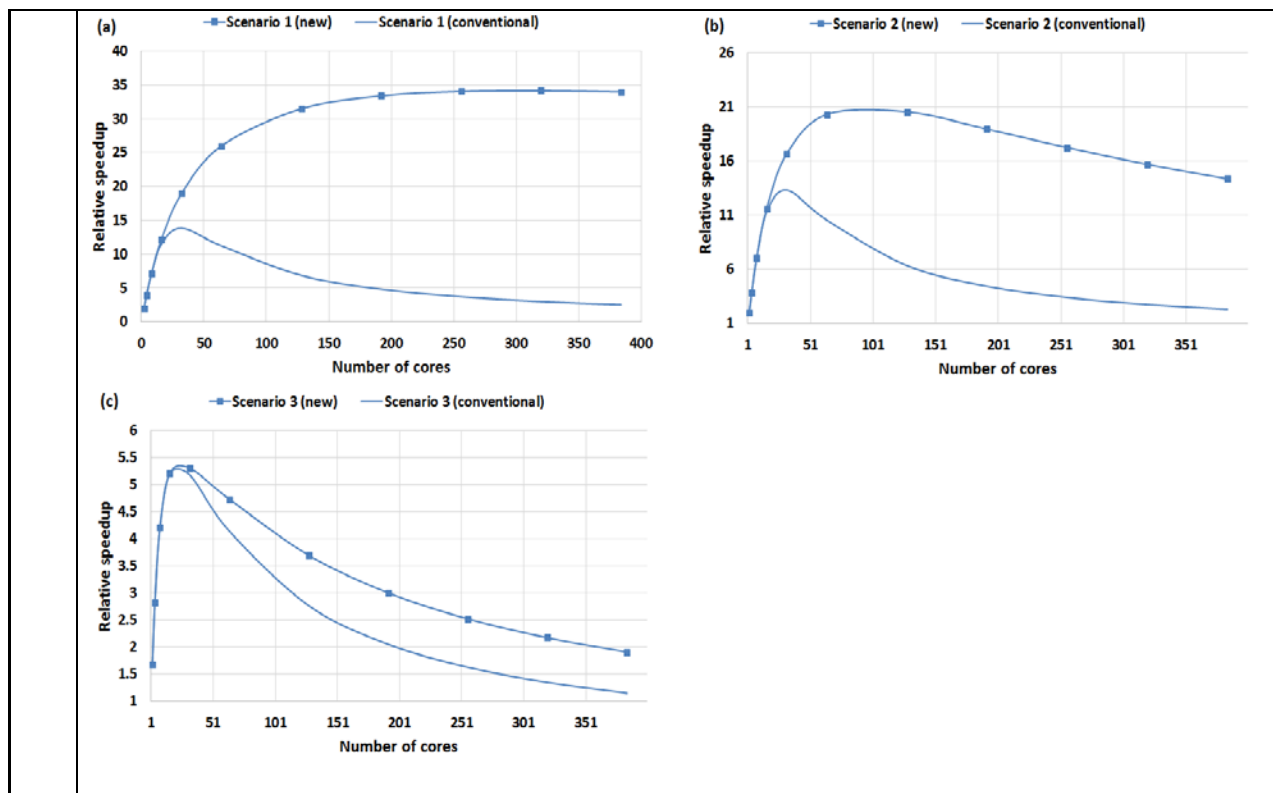 (a)
Scenario 1 (new) Scenario 1 (conventional)
40
35
30
25
20
15
10
5
0
Relative speedup
0 50 100 150 200 250 300 350 400
Number of cores
(b)
Scenario 2 (new) Scenario 2 (conventional)
26
21
16
11
6
1
Relative speedup
1 51 101 151 201 251 301 351
Number of cores
(c)
Scenario 3 (new) Scenario 3 (conventional)
6
5.5
5
4.5
4
3.5
3
2.5
2
1.5
1
Relative speedup
1 51 101 151 201 251 301 351
Number of cores